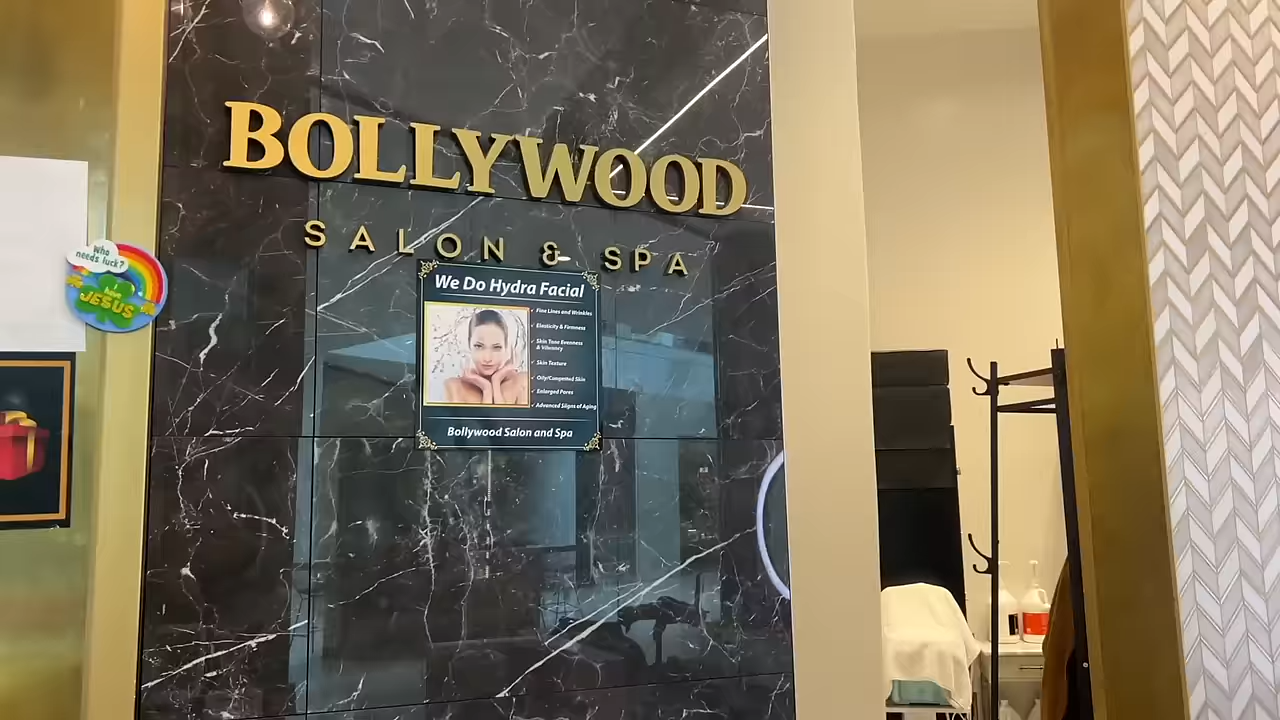 BOLLYWOOD
SALON & SPA
Who
needs luck?
I
have
JESUS
We Do Hydra Facial
✓ Fine Lines and Wrinkles
✓ Elasticity & Firmness
✓ Skin Tone Evenness
& Vibrancy
✓ Skin Texture
✓ Oily/Congested Skin
✓ Enlarged Pores
✓ Advanced Signs of Aging
Bollywood Salon and Spa